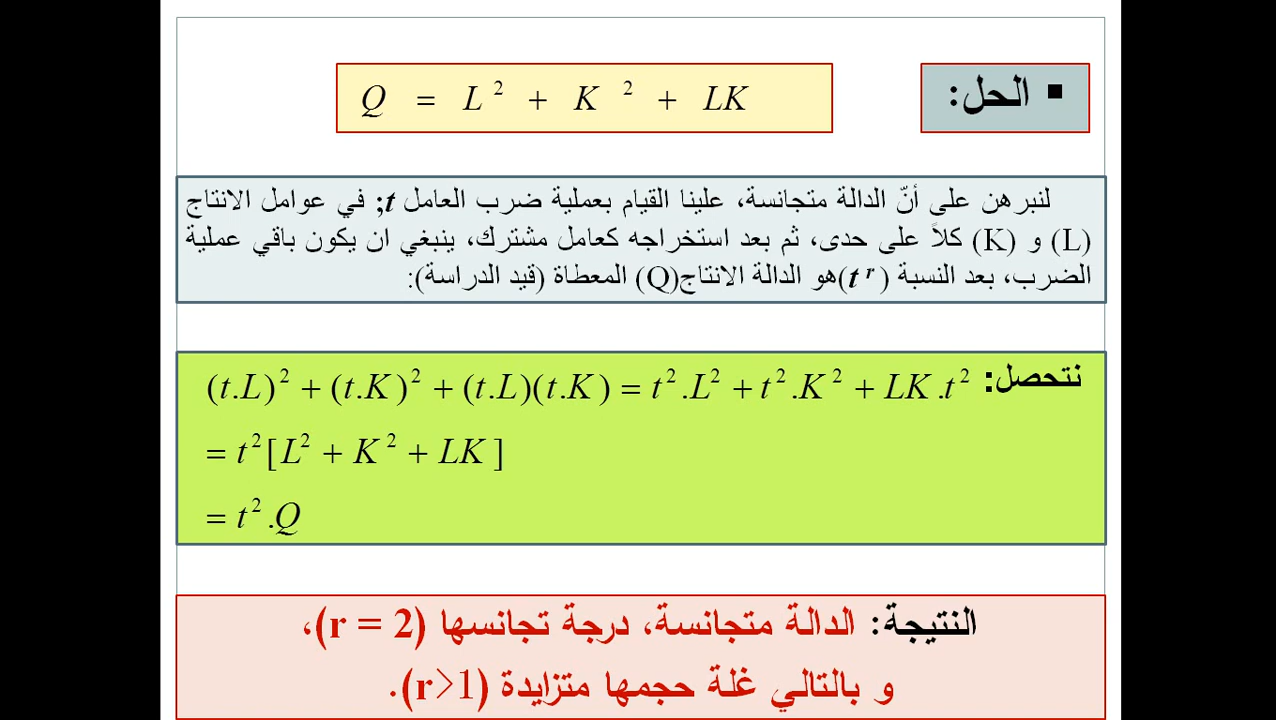 ▪ الحل:
Q = L² + K² + LK
لنبرهن على أنّ الدالة متجانسة، علينا القيام بعملية ضرب العامل t; في عوامل الانتاج
(L) و (K) كلاً على حدى، ثم بعد استخراجه كعامل مشترك، ينبغي ان يكون باقي عملية
الضرب، بعد النسبة (tʳ)هو الدالة الانتاج(Q) المعطاة (قيد الدراسة):
نتحصل: (t.L)² + (t.K)² + (t.L)(t.K) = t².L² + t².K² + LK.t²
= t²[L² + K² + LK]
= t².Q
النتيجة: الدالة متجانسة، درجة تجانسها (r = 2)،
و بالتالي غلة حجمها متزايدة (r>1).